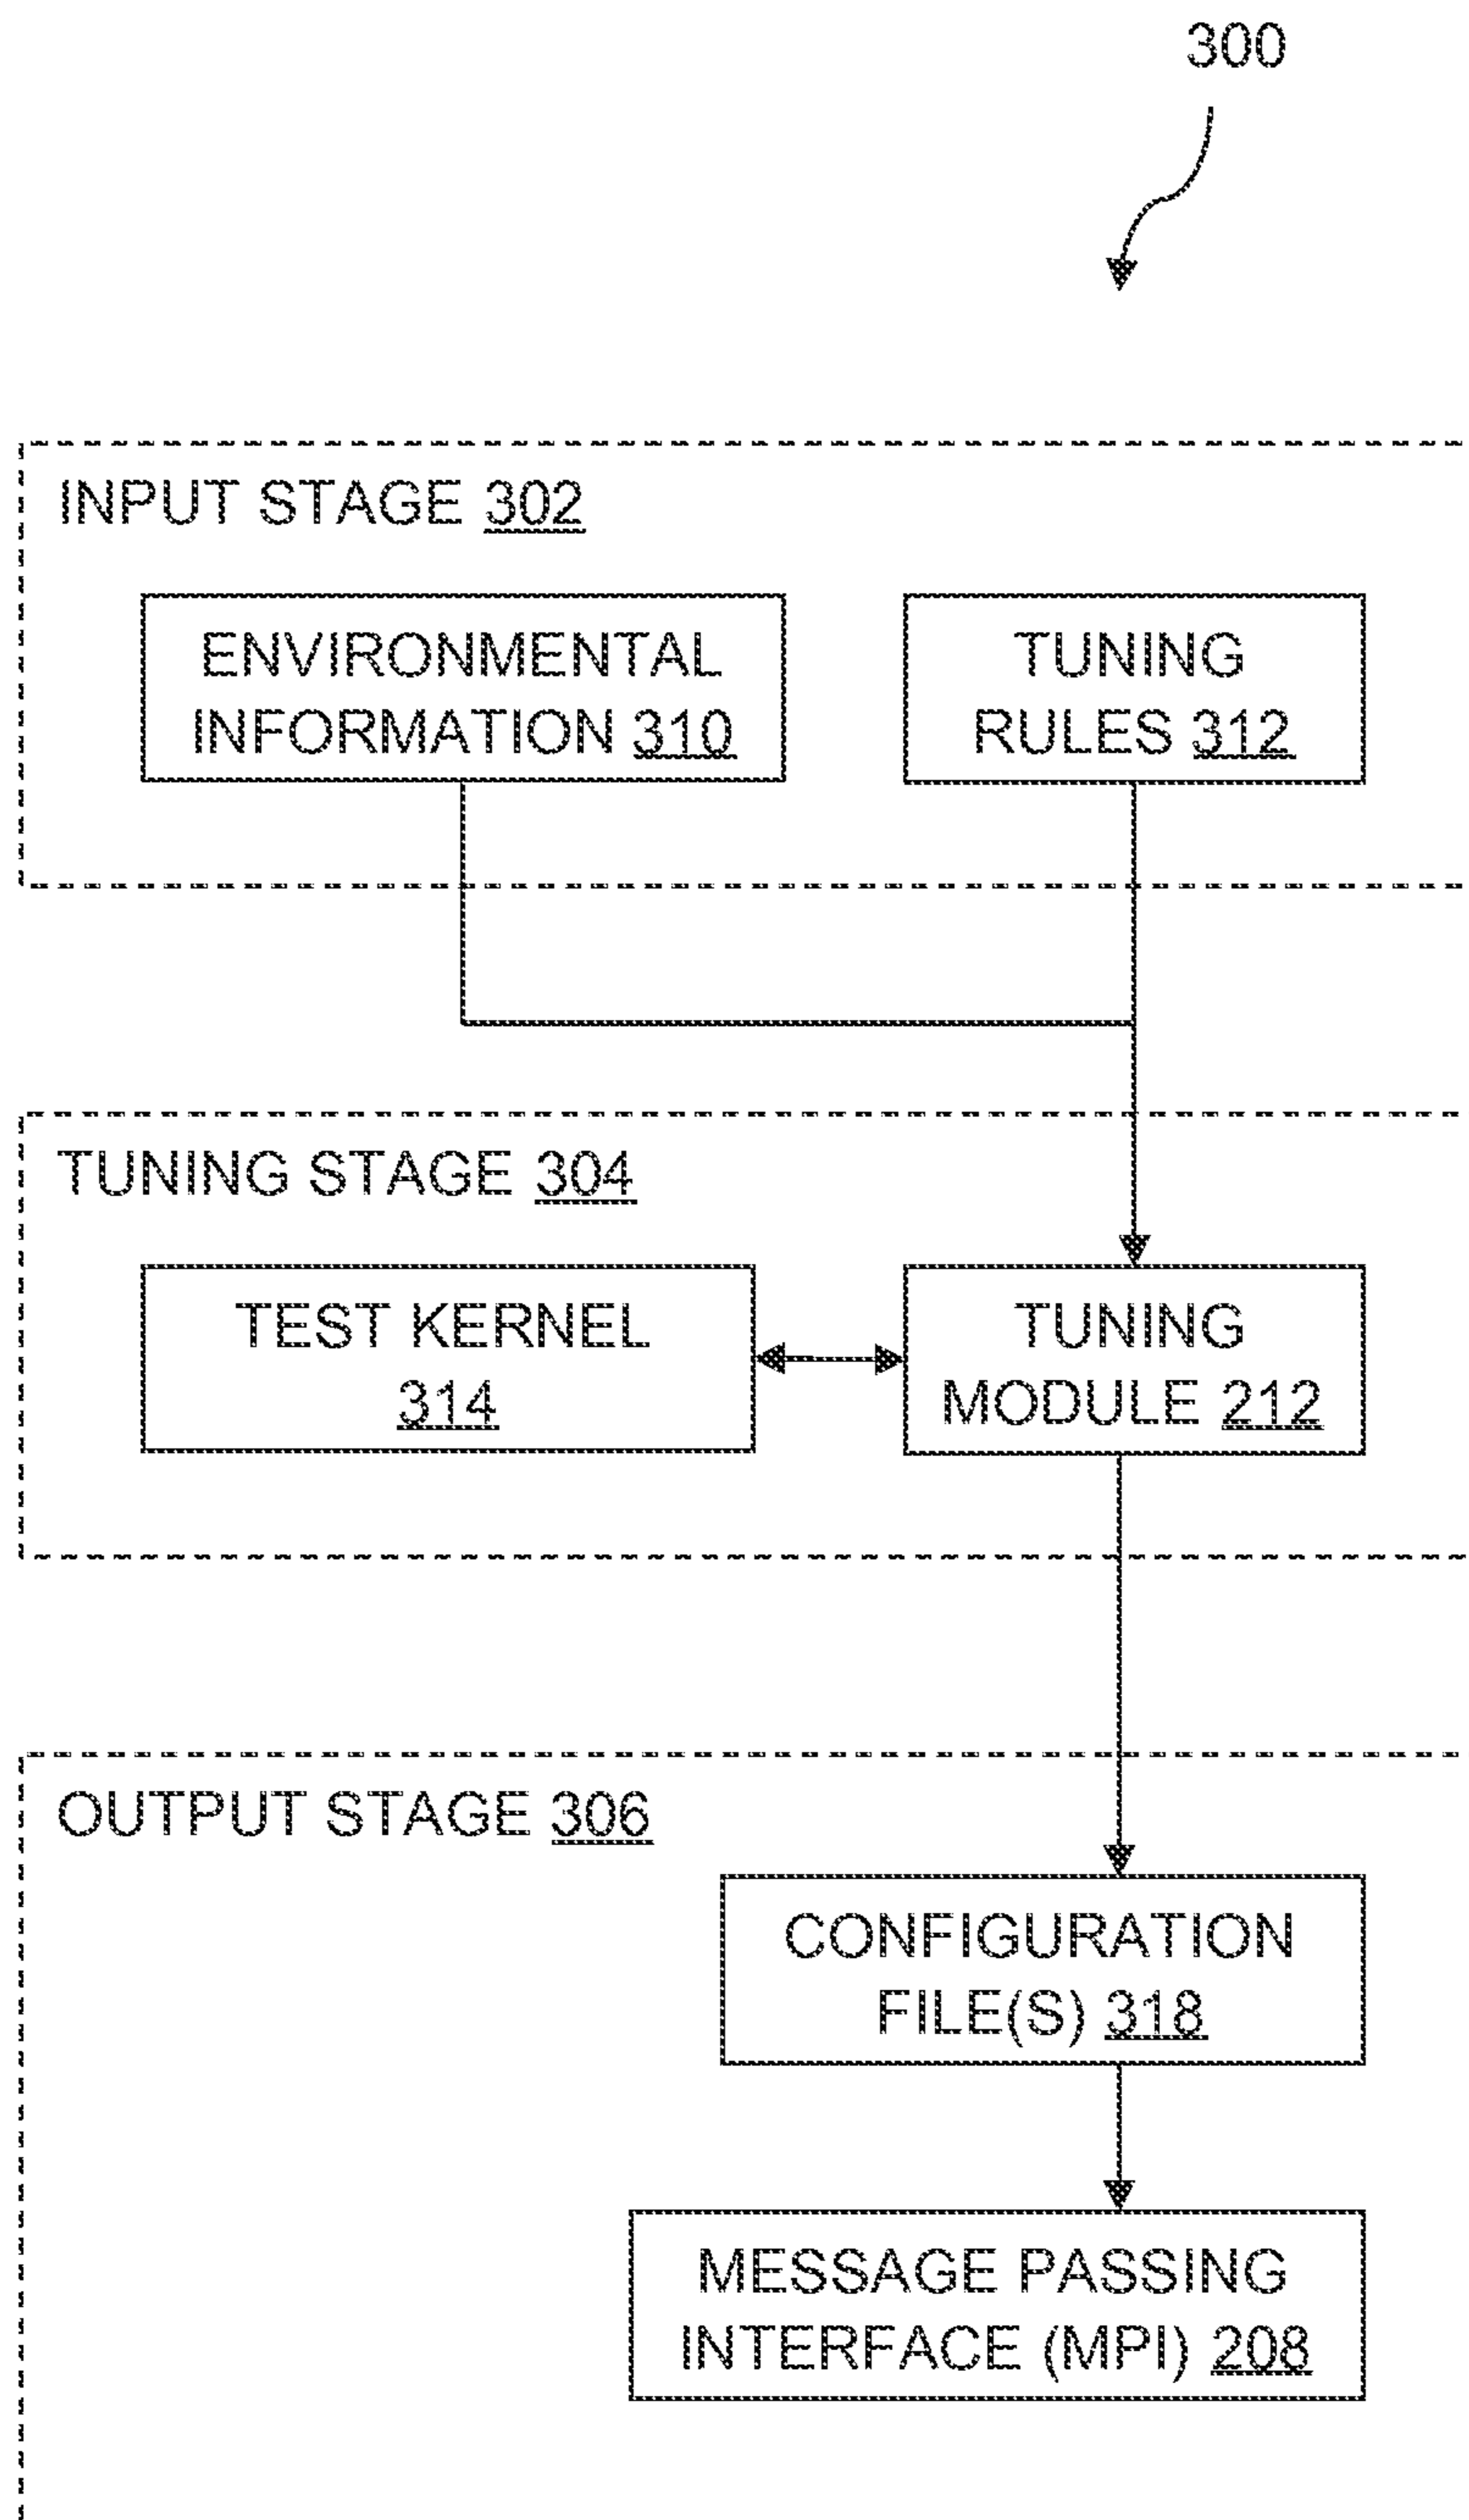 300
INPUT STAGE 302
ENVIRONMENTAL
INFORMATION 310
TUNING
RULES 312
TUNING STAGE 304
TEST KERNEL
314
TUNING
MODULE 212
OUTPUT STAGE 306
CONFIGURATION
FILE(S) 318
MESSAGE PASSING
INTERFACE (MPI) 208